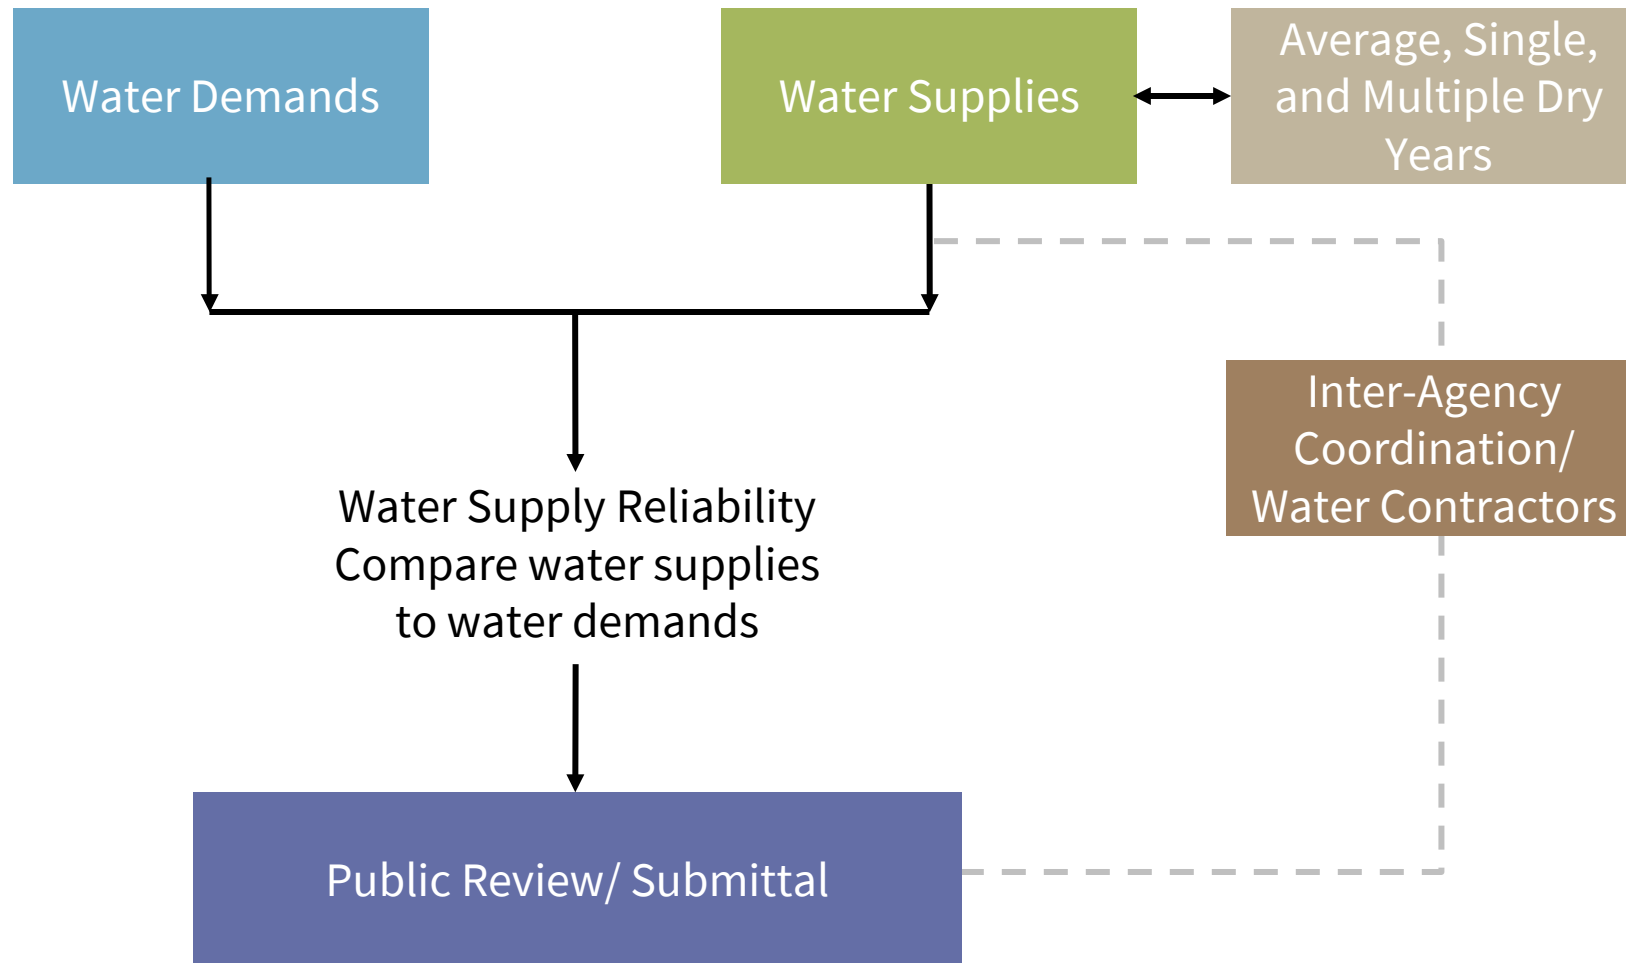 Water Demands
Water Supplies
Average, Single,
and Multiple Dry
Years
Inter-Agency
Coordination/
Water Contractors
Water Supply Reliability
Compare water supplies
to water demands
Public Review/ Submittal